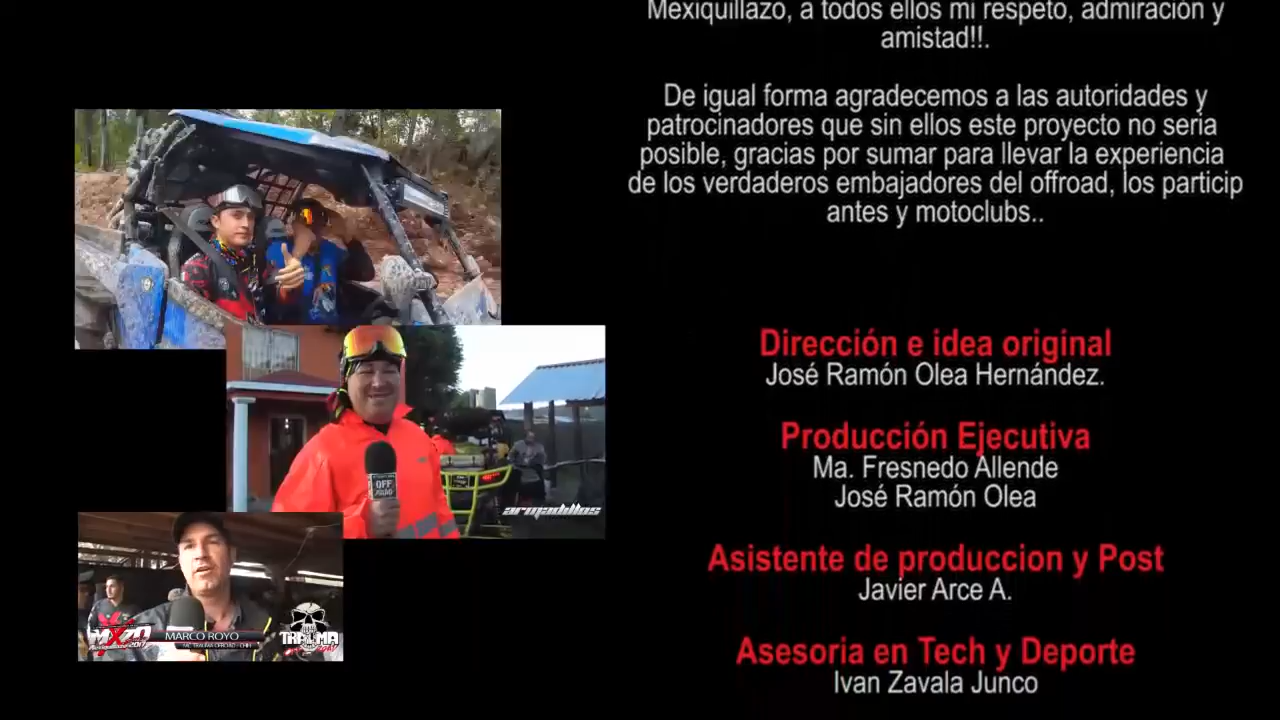 Mexiquillazo, a todos ellos mi respeto, admiración y
amistad!!.
De igual forma agradecemos a las autoridades y
patrocinadores que sin ellos este proyecto no seria
posible, gracias por sumar para llevar la experiencia
de los verdaderos embajadores del offroad, los particip
antes y motoclubs..
Dirección e idea original
José Ramón Olea Hernández.
Producción Ejecutiva
Ma. Fresnedo Allende
José Ramón Olea
Asistente de produccion y Post
Javier Arce A.
Asesoria en Tech y Deporte
Ivan Zavala Junco
OFF
ROAD
armadillos
MXZO
2017
MARCO ROYO
TRAUMA